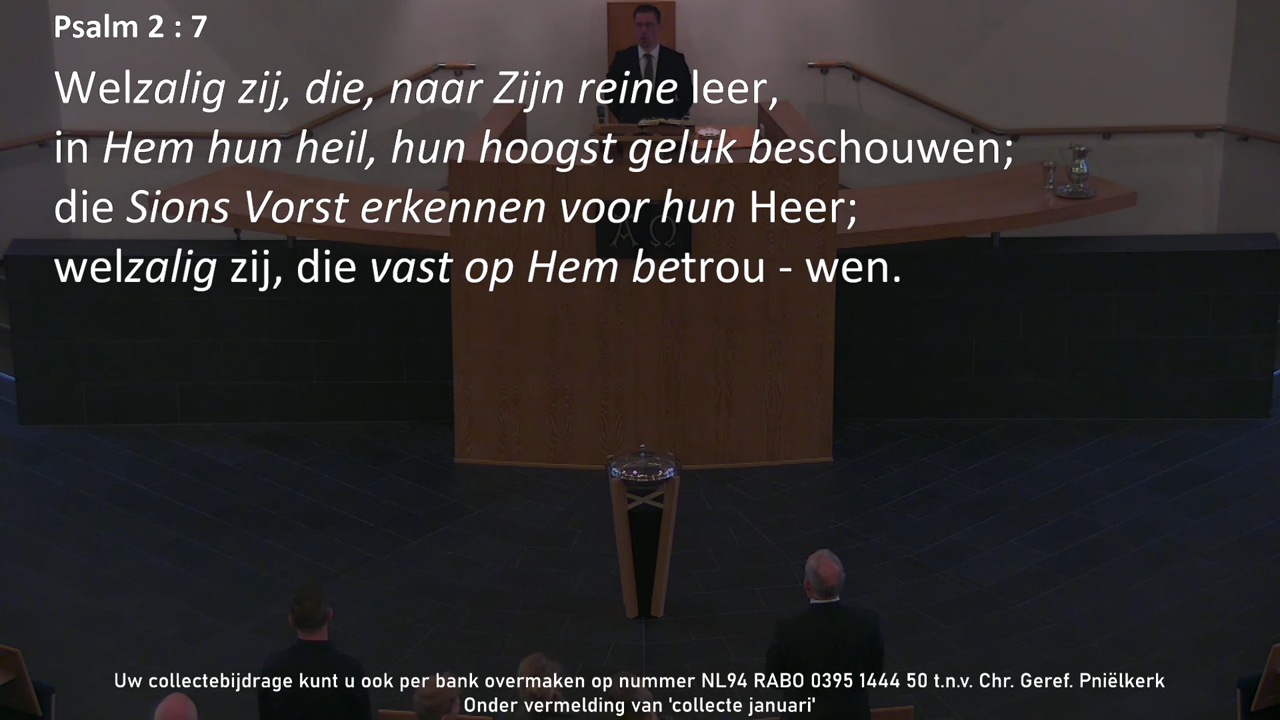 Psalm 2 : 7
Welzalig zij, die, naar Zijn reine leer,
in Hem hun heil, hun hoogst geluk beschouwen;
die Sions Vorst erkennen voor hun Heer;
welzalig zij, die vast op Hem betrou - wen.
Α Ω
Uw collectebijdrage kunt u ook per bank overmaken op nummer NL94 RABO 0395 1444 50 t.n.v. Chr. Geref. Pniëlkerk
Onder vermelding van 'collecte januari'